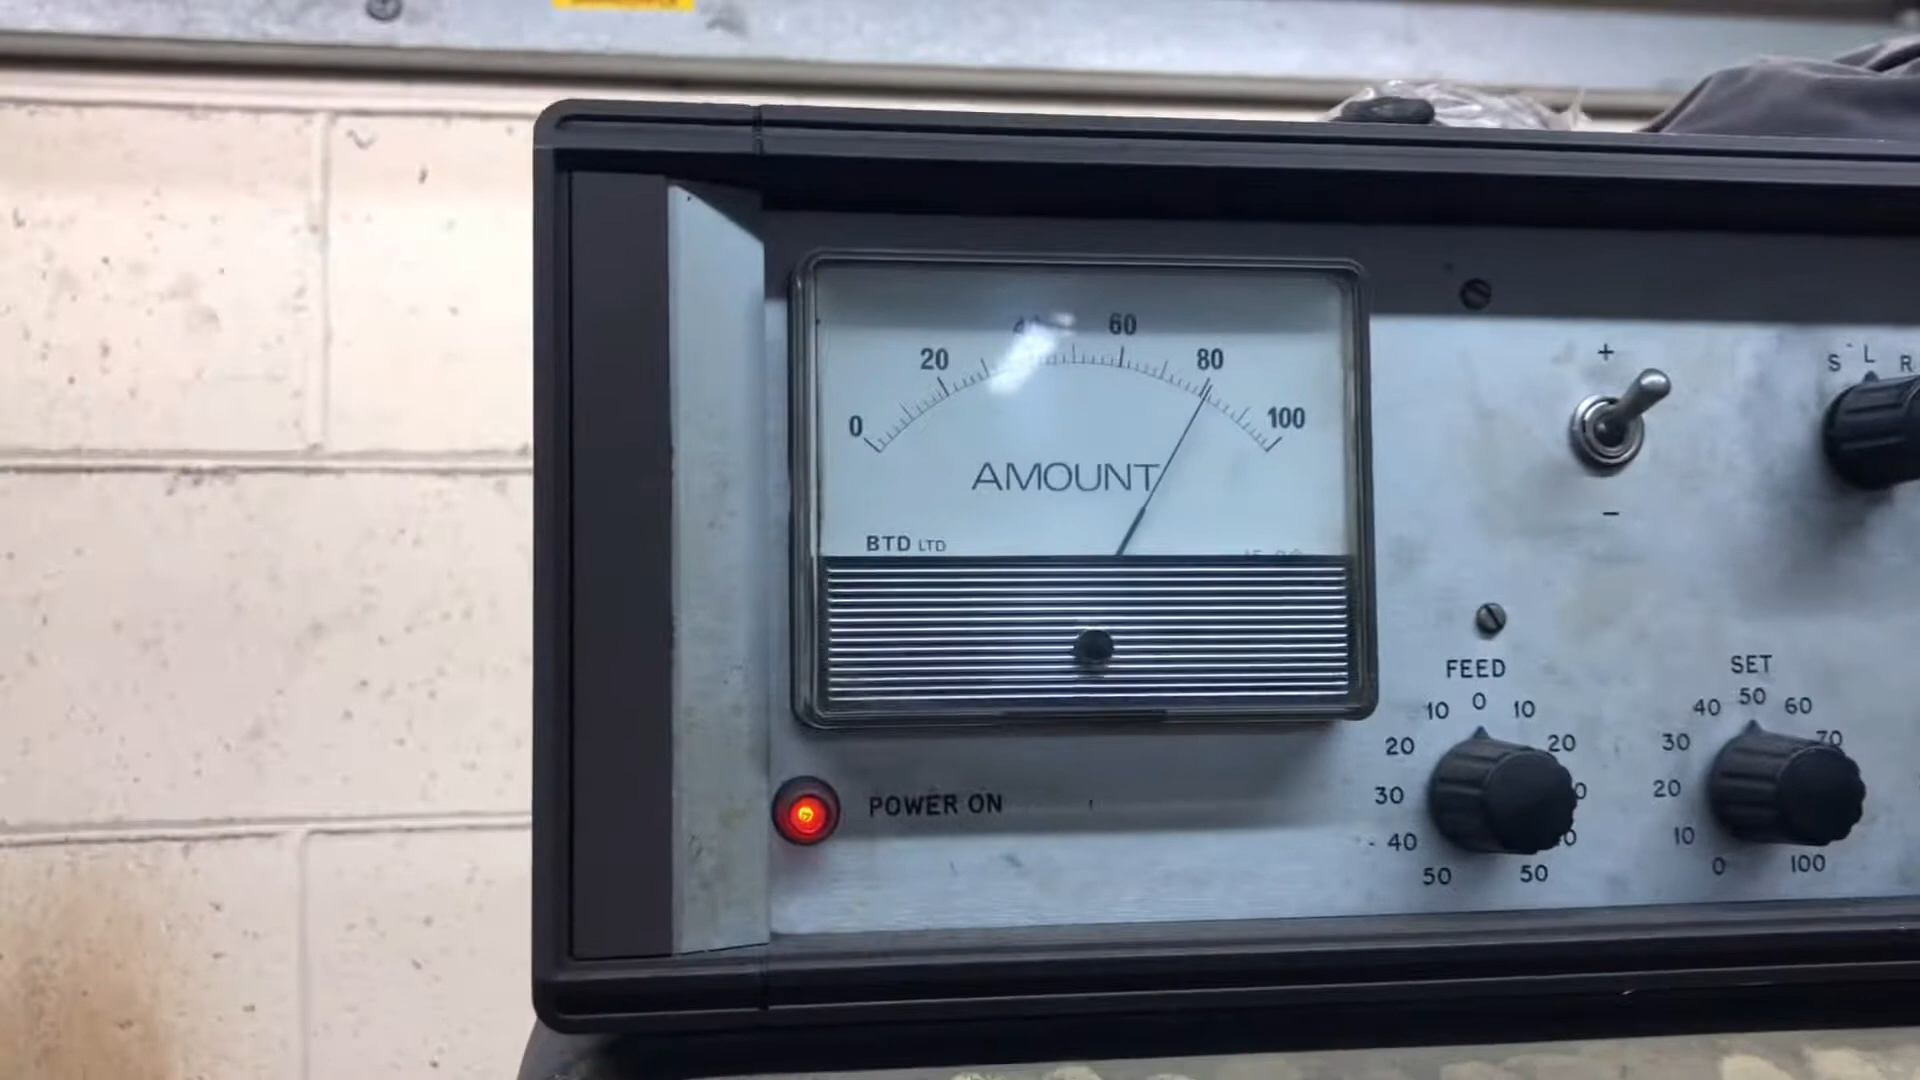 0 20 40 60 80 100
AMOUNT
BTD LTD
+
−
S L R
POWER ON
FEED
10 0 10
20 20
30
40
50 50
SET
40 50 60
30 70
20
10
0 100